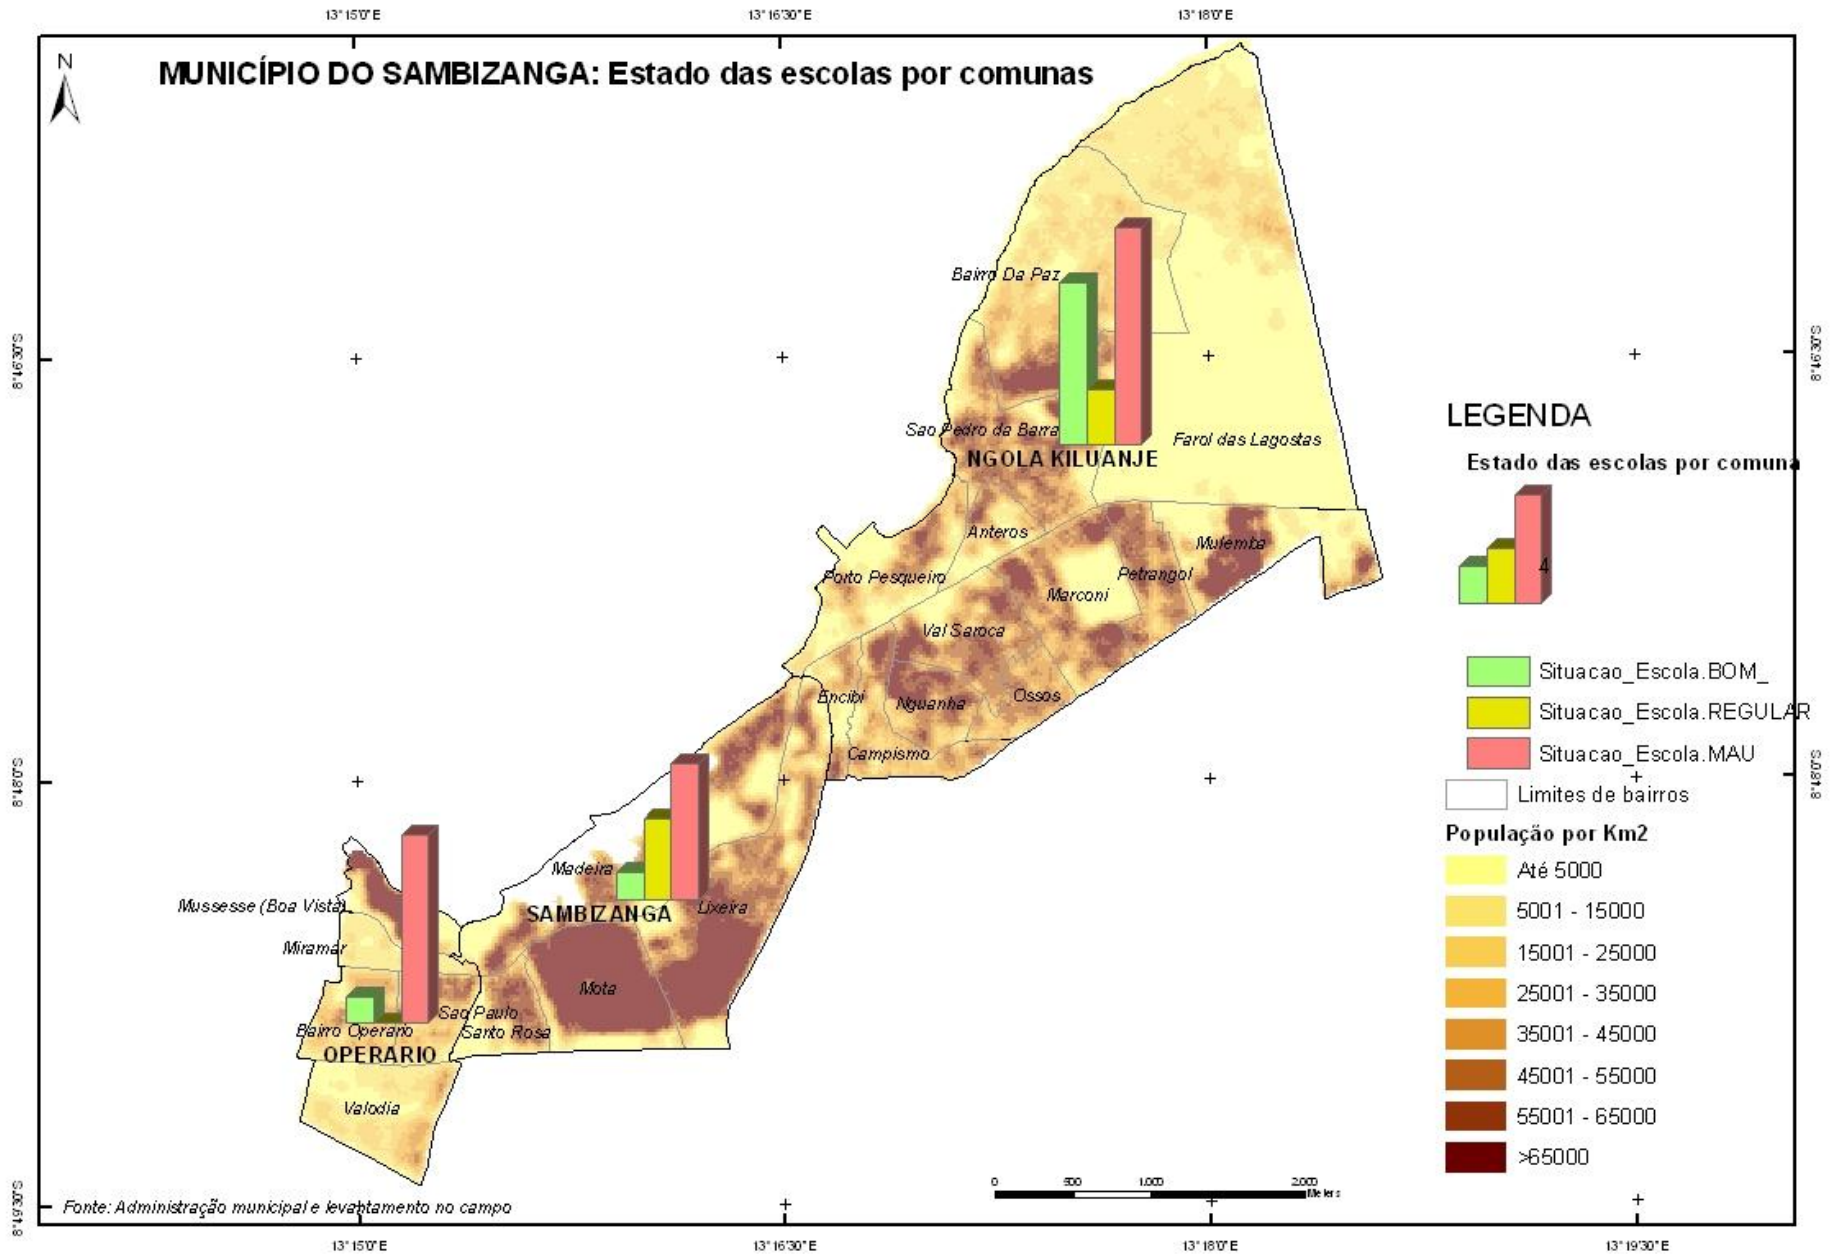 13°15'0"E
13°16'30"E
13°18'0"E
N
MUNICÍPIO DO SAMBIZANGA: Estado das escolas por comunas
Bairro Da Paz
8°46'30"S
8°46'30"S
Sao Pedro da Barra
Farol das Lagostas
NGOLA KILUANJE
Anteros
Mulemba
Porto Pesqueiro
Petrangol
Marconi
Val Saroca
Encibi
Nguanha
Ossos
Campismo
8°48'0"S
8°48'0"S
Madeira
Mussesse (Boa Vista)
SAMBIZANGA
Lixeira
Miramar
Mota
Sao Paulo
Bairro Operario
Santo Rosa
OPERARIO
Valodia
LEGENDA
Estado das escolas por comuna
4
Situacao_Escola.BOM_
Situacao_Escola.REGULAR
Situacao_Escola.MAU
Limites de bairros
População por Km2
Até 5000
5001 - 15000
15001 - 25000
25001 - 35000
35001 - 45000
45001 - 55000
55001 - 65000
>65000
0 500 1.000 2.000
Meters
8°49'30"S
Fonte: Administração municipal e levantamento no campo
13°15'0"E
13°16'30"E
13°18'0"E
13°19'30"E